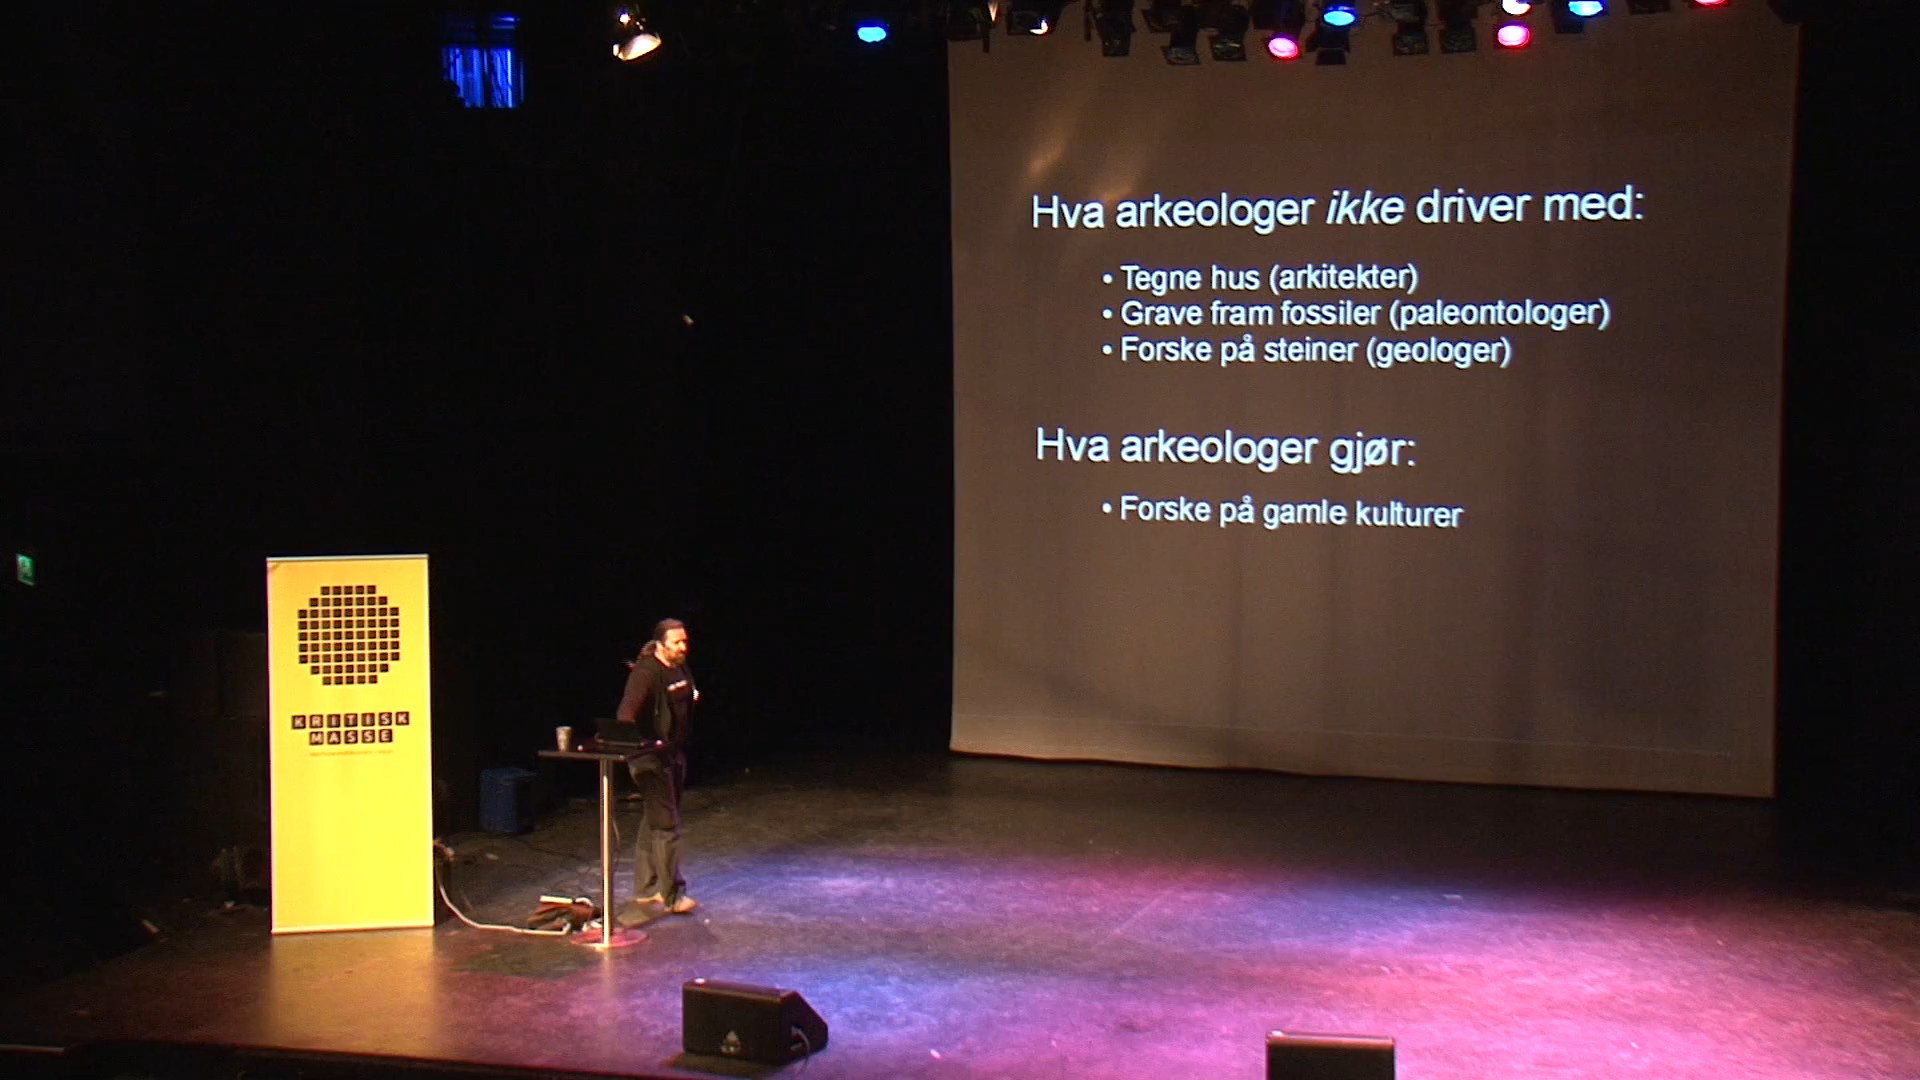 Hva arkeologer ikke driver med:
• Tegne hus (arkitekter)
• Grave fram fossiler (paleontologer)
• Forske på steiner (geologer)
Hva arkeologer gjør:
• Forske på gamle kulturer
KRITISK
MASSE